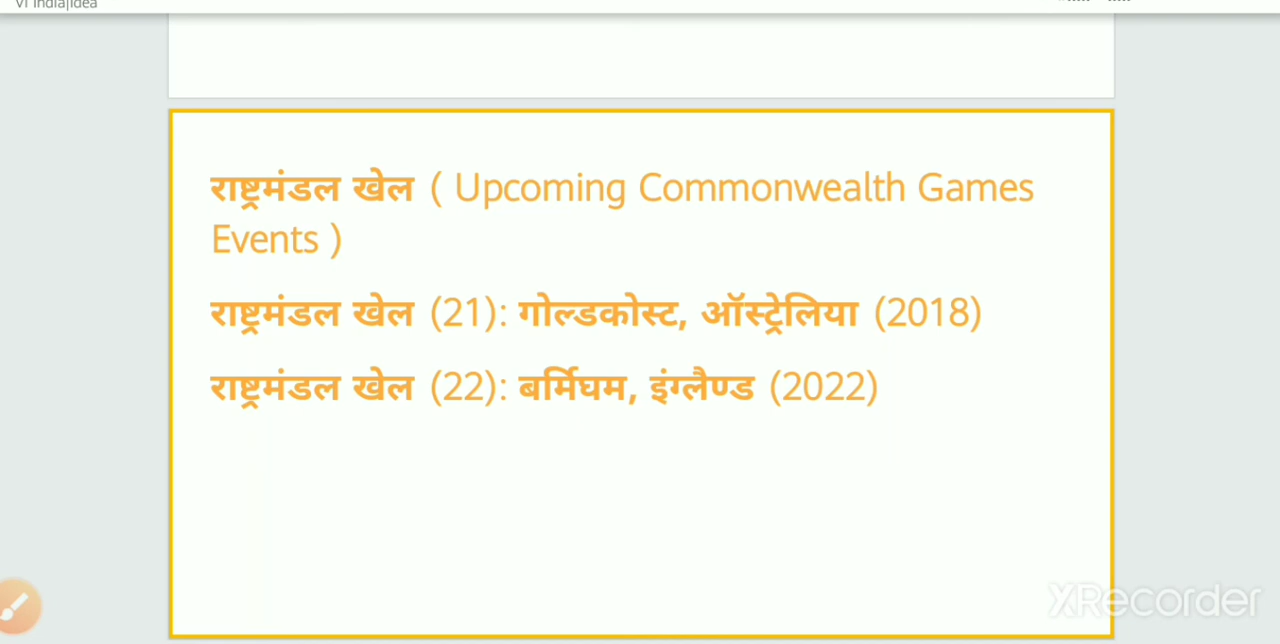 Vi India|Idea
राष्ट्रमंडल खेल ( Upcoming Commonwealth Games
Events )
राष्ट्रमंडल खेल (21): गोल्डकोस्ट, ऑस्ट्रेलिया (2018)
राष्ट्रमंडल खेल (22): बर्मिंघम, इंग्लैण्ड (2022)
XRecorder